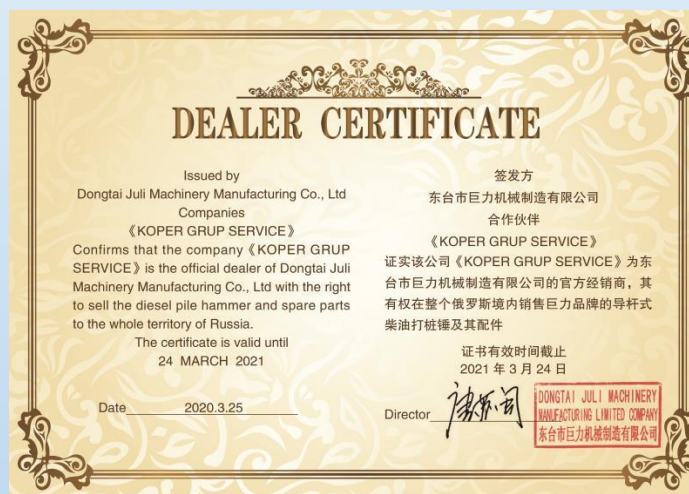 DEALER CERTIFICATE
Issued by
Dongtai Juli Machinery Manufacturing Co., Ltd
Companies
《KOPER GRUP SERVICE》
Confirms that the company《KOPER GRUP
SERVICE》is the official dealer of Dongtai Juli
Machinery Manufacturing Co., Ltd with the right
to sell the diesel pile hammer and spare parts
to the whole territory of Russia.
The certificate is valid until
24 MARCH 2021
Date 2020.3.25
签发方
东台市巨力机械制造有限公司
合作伙伴
《KOPER GRUP SERVICE》
证实该公司《KOPER GRUP SERVICE》为东
台市巨力机械制造有限公司的官方经销商，其
有权在整个俄罗斯境内销售巨力品牌的导杆式
柴油打桩锤及其配件
证书有效时间截止
2021 年 3 月 24 日
Director
DONGTAI JULI MACHINERY
MANUFACTURING LIMITED COMPANY
东台市巨力机械制造有限公司